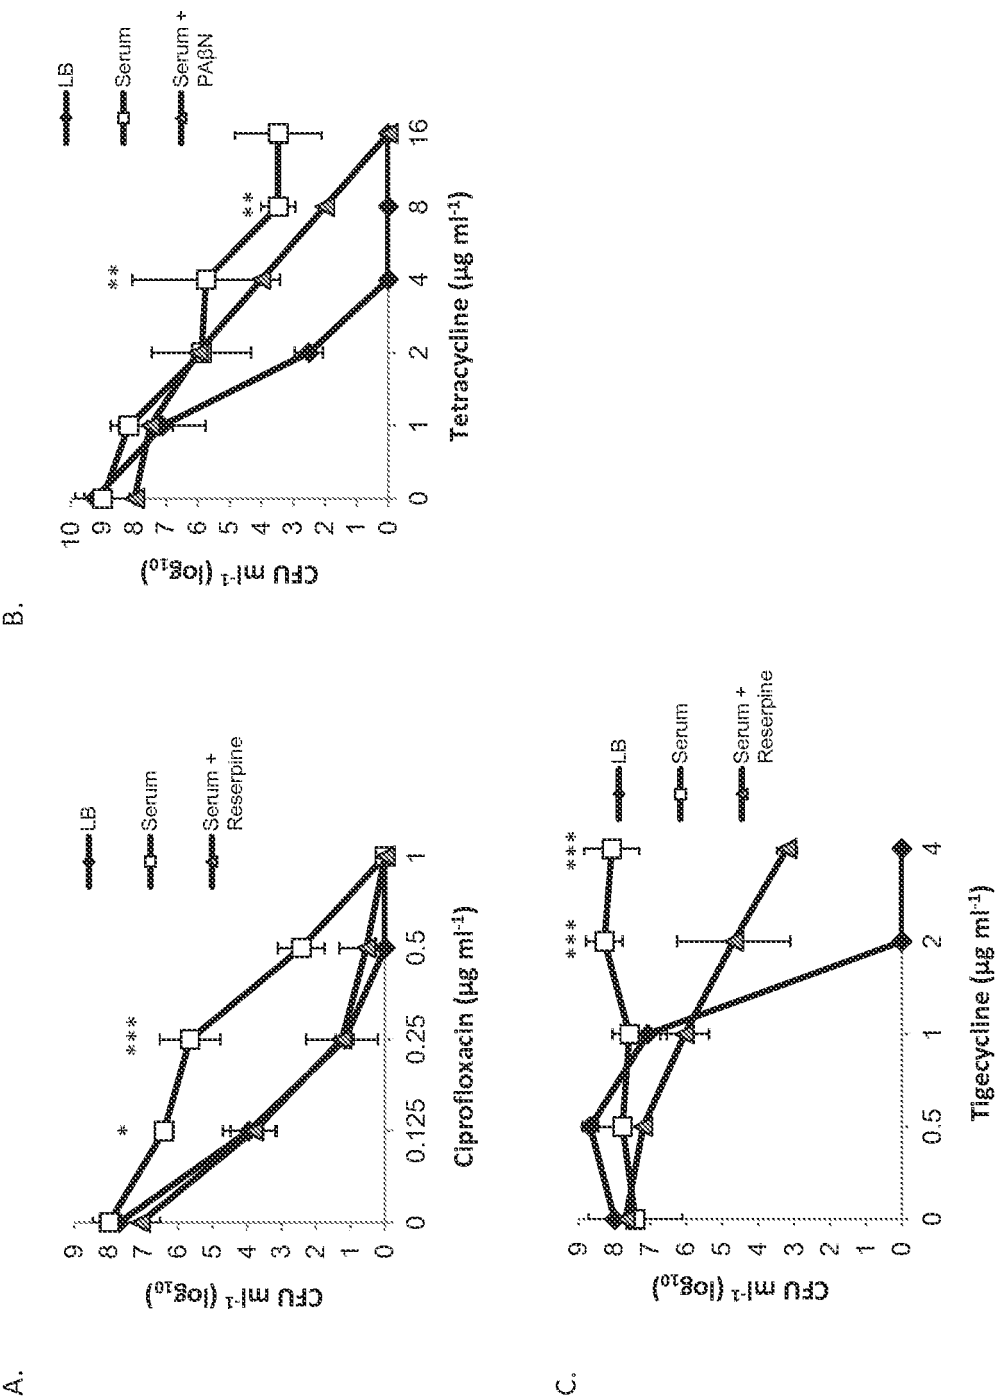 A.
CFU ml⁻¹ (log₁₀)
9
8
7
6
5
4
3
2
1
0
0
0.125
0.25
0.5
1
Ciprofloxacin (µg ml⁻¹)
*
***
LB
Serum
Serum +
Reserpine
B.
CFU ml⁻¹ (log₁₀)
10
9
8
7
6
5
4
3
2
1
0
0
1
2
4
8
16
Tetracycline (µg ml⁻¹)
**
**
LB
Serum
Serum +
PAβN
C.
CFU ml⁻¹ (log₁₀)
9
8
7
6
5
4
3
2
1
0
0
0.5
1
2
4
Tigecycline (µg ml⁻¹)
***
***
LB
Serum
Serum +
Reserpine